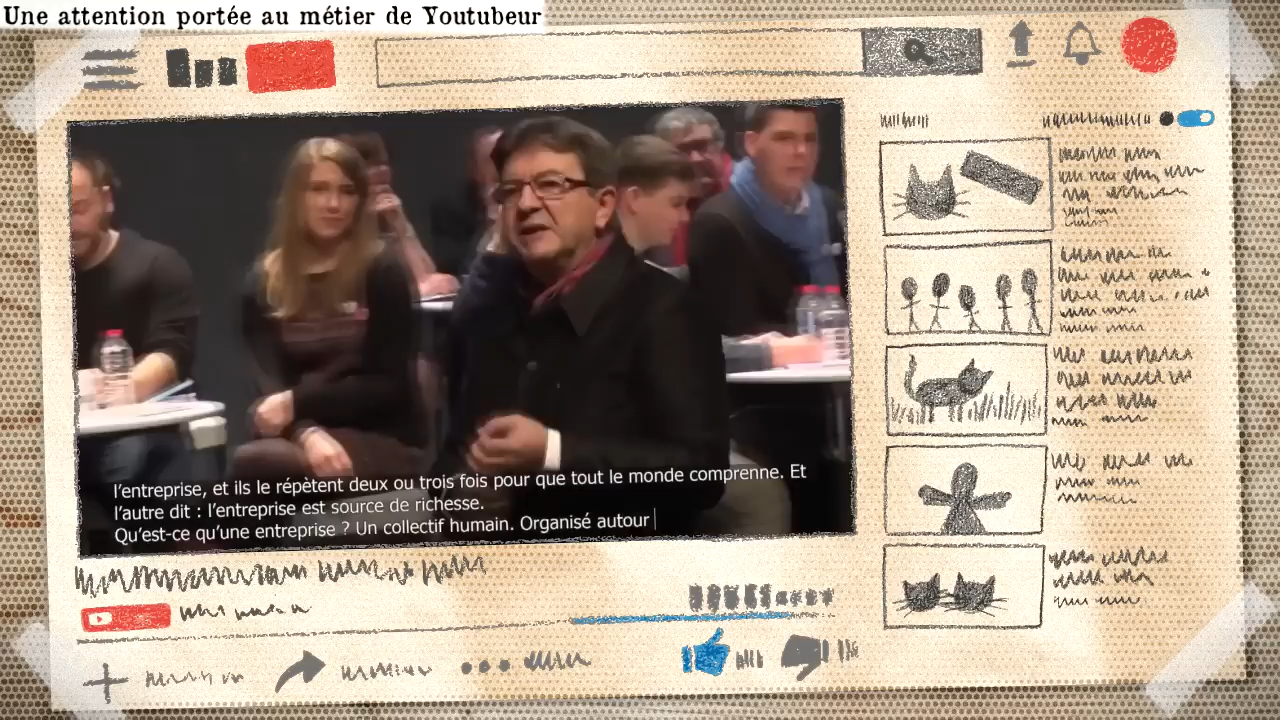 Une attention portée au métier de Youtubeur
l'entreprise, et ils le répètent deux ou trois fois pour que tout le monde comprenne. Et
l'autre dit : l'entreprise est source de richesse.
Qu'est-ce qu'une entreprise ? Un collectif humain. Organisé autour